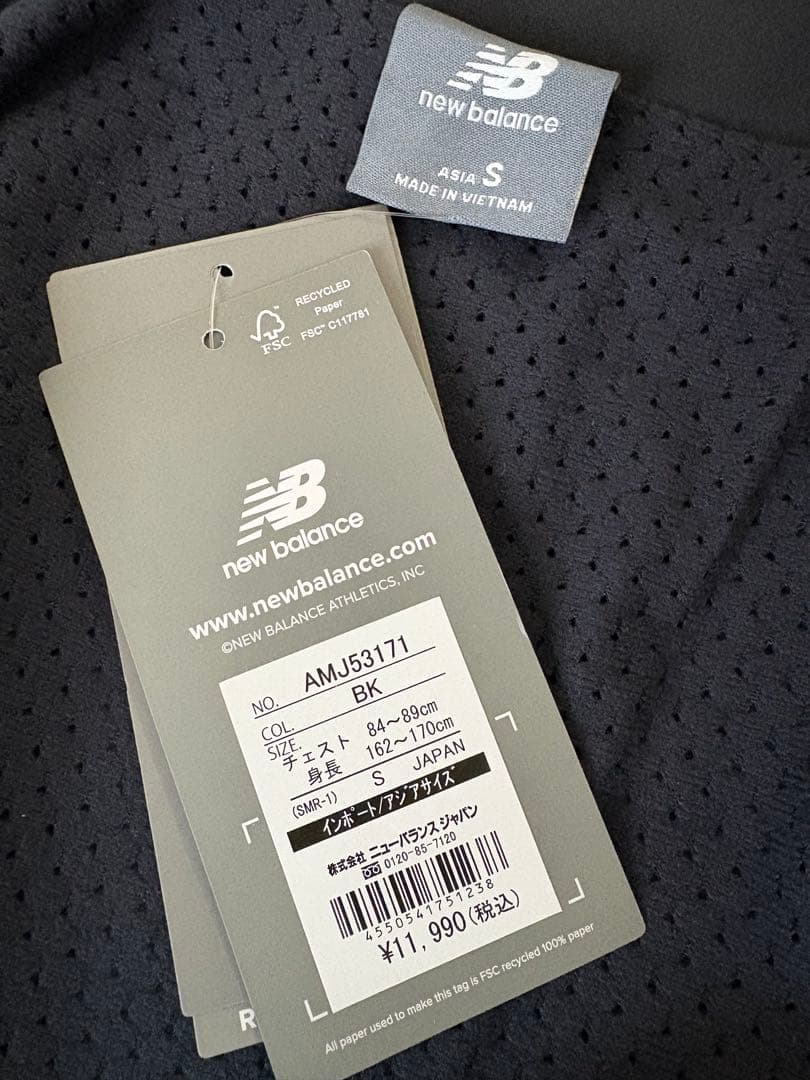 NB
new balance
ASIA S
MADE IN VIETNAM
RECYCLED
Paper
FSC™ C117781
FSC
NB
new balance
www.newbalance.com
©NEW BALANCE ATHLETICS, INC
NO. AMJ53171
COL. BK
SIZE.
チェスト 84〜89cm
身長 162〜170cm
(SMR-1) S JAPAN
インポート/アジアサイズ
株式会社 ニューバランス ジャパン
0120-85-7120
4550541751238
¥11,990(税込)
All paper used to make this tag is FSC recycled 100% paper
R